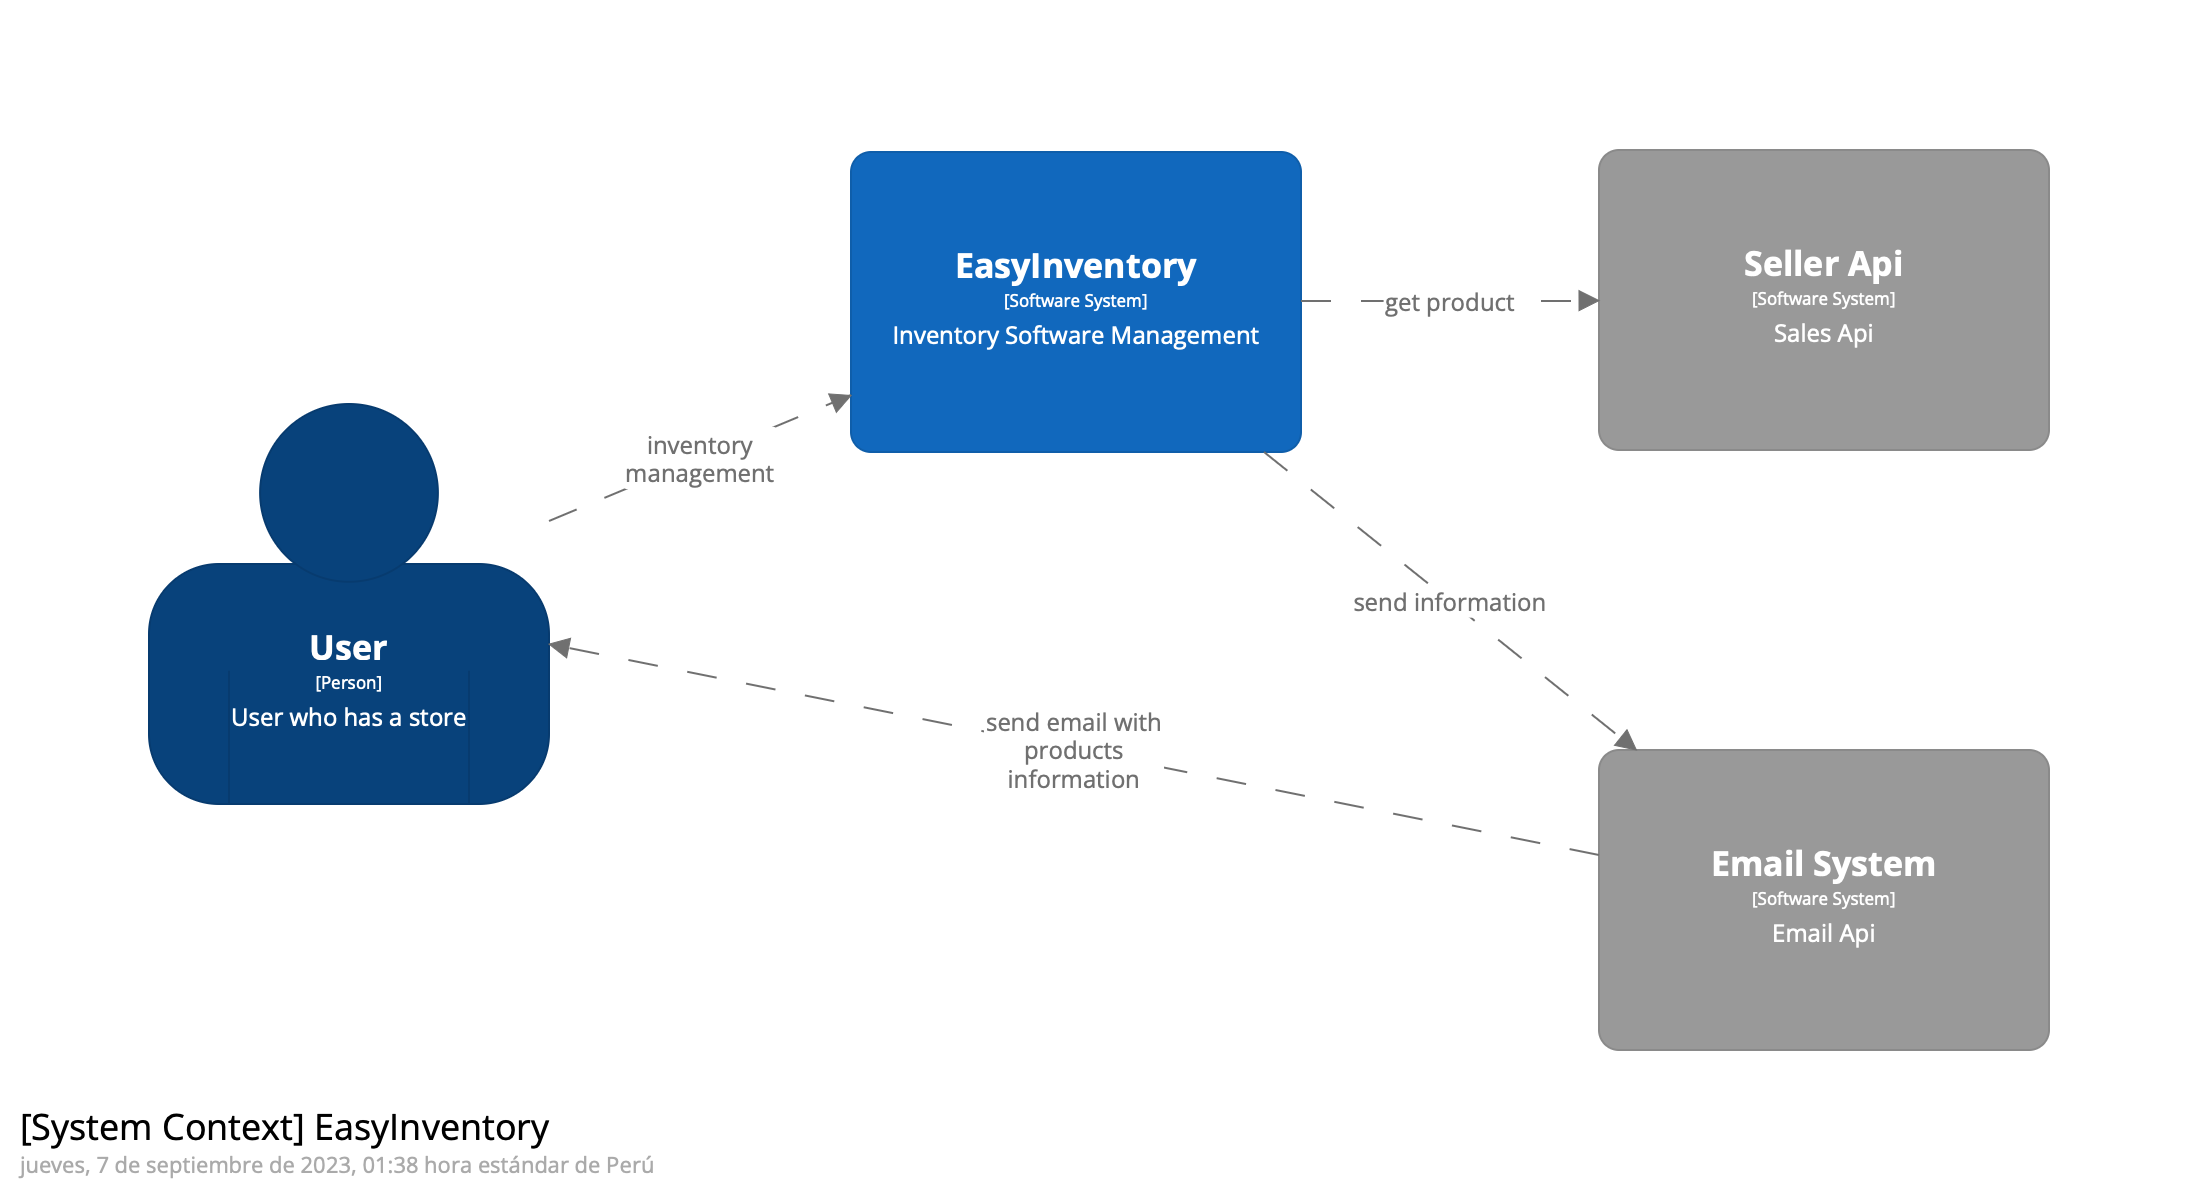 EasyInventory
[Software System]
Inventory Software Management
get product
Seller Api
[Software System]
Sales Api
inventory
management
send information
User
[Person]
User who has a store
send email with
products
information
Email System
[Software System]
Email Api
[System Context] EasyInventory
jueves, 7 de septiembre de 2023, 01:38 hora estándar de Perú